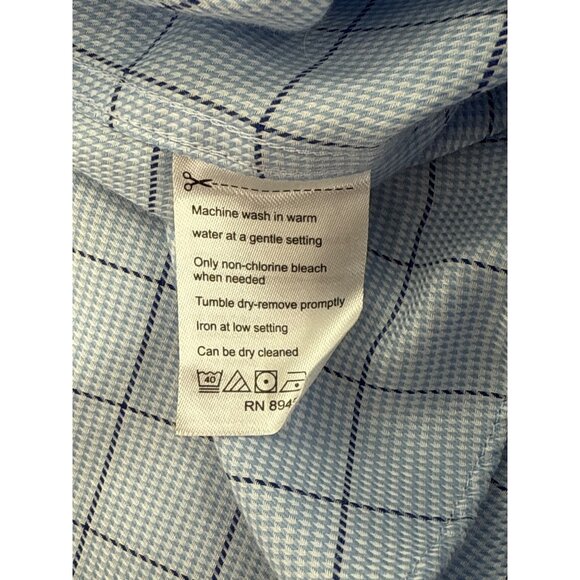 Machine wash in warm
water at a gentle setting
Only non-chlorine bleach
when needed
Tumble dry-remove promptly
Iron at low setting
Can be dry cleaned
40
RN